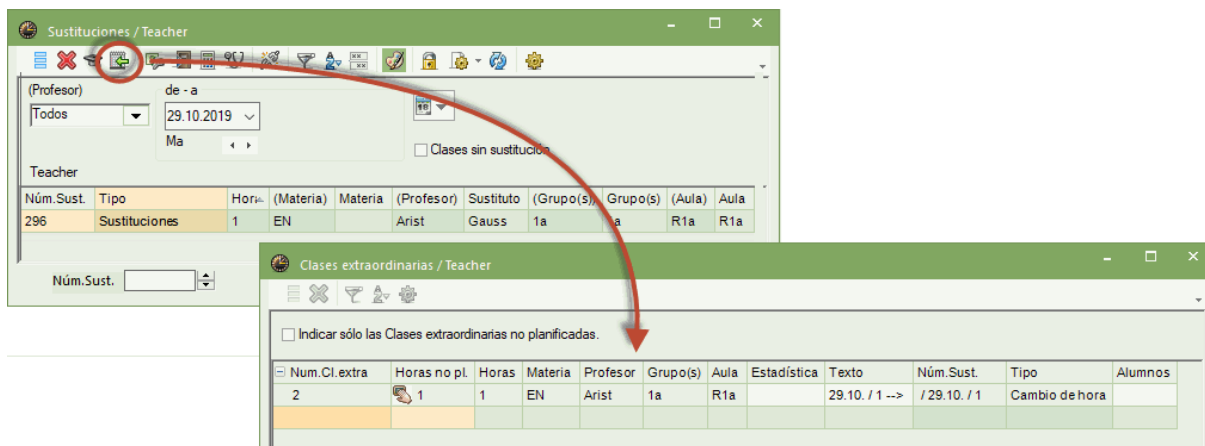 Sustituciones / Teacher
(Profesor) de - a
Todos 29.10.2019
Ma
Clases sin sustitución
Teacher
Núm.Sust. Tipo Hora (Materia) Materia (Profesor) Sustituto (Grupo(s)) Grupo(s) (Aula) Aula
296 Sustituciones 1 EN Arist Gauss 1a 1a R1a R1a
Núm.Sust.
Clases extraordinarias / Teacher
Indicar sólo las Clases extraordinarias no planificadas.
Num.Cl.extra Horas no pl. Horas Materia Profesor Grupo(s) Aula Estadística Texto Núm.Sust. Tipo Alumnos
2 1 1 EN Arist 1a R1a 29.10. / 1 --> / 29.10. / 1 Cambio de hora